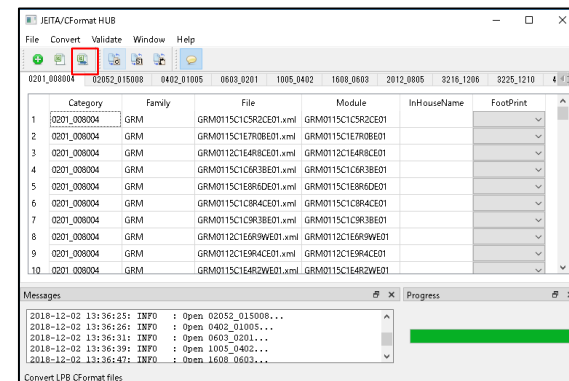 JEITA/CFormat HUB
File Convert Validate Window Help
0201_008004 02052_015008 0402_01005 0603_0201 1005_0402 1608_0603 2012_0805 3216_1206 3225_1210 4
Category Family File Module InHouseName FootPrint
1 0201_008004 GRM GRM0115C1C5R2CE01.xml GRM0115C1C5R2CE01
2 0201_008004 GRM GRM0115C1E7R0BE01.xml GRM0115C1E7R0BE01
3 0201_008004 GRM GRM0112C1E4R8CE01.xml GRM0112C1E4R8CE01
4 0201_008004 GRM GRM0115C1C6R3BE01.xml GRM0115C1C6R3BE01
5 0201_008004 GRM GRM0115C1E8R6DE01.xml GRM0115C1E8R6DE01
6 0201_008004 GRM GRM0115C1C8R4CE01.xml GRM0115C1C8R4CE01
7 0201_008004 GRM GRM0115C1C9R3BE01.xml GRM0115C1C9R3BE01
8 0201_008004 GRM GRM0112C1E6R9WE01.xml GRM0112C1E6R9WE01
9 0201_008004 GRM GRM0112C1E9R4CE01.xml GRM0112C1E9R4CE01
10 0201_008004 GRM GRM0115C1E4R2WE01.xml GRM0115C1E4R2WE01
Messages Progress
2018-12-02 13:36:25: INFO : Open 02052_015008...
2018-12-02 13:36:26: INFO : Open 0402_01005...
2018-12-02 13:36:31: INFO : Open 0603_0201...
2018-12-02 13:36:39: INFO : Open 1005_0402...
2018-12-02 13:36:47: INFO : Open 1608_0603...
Convert LPB CFormat files